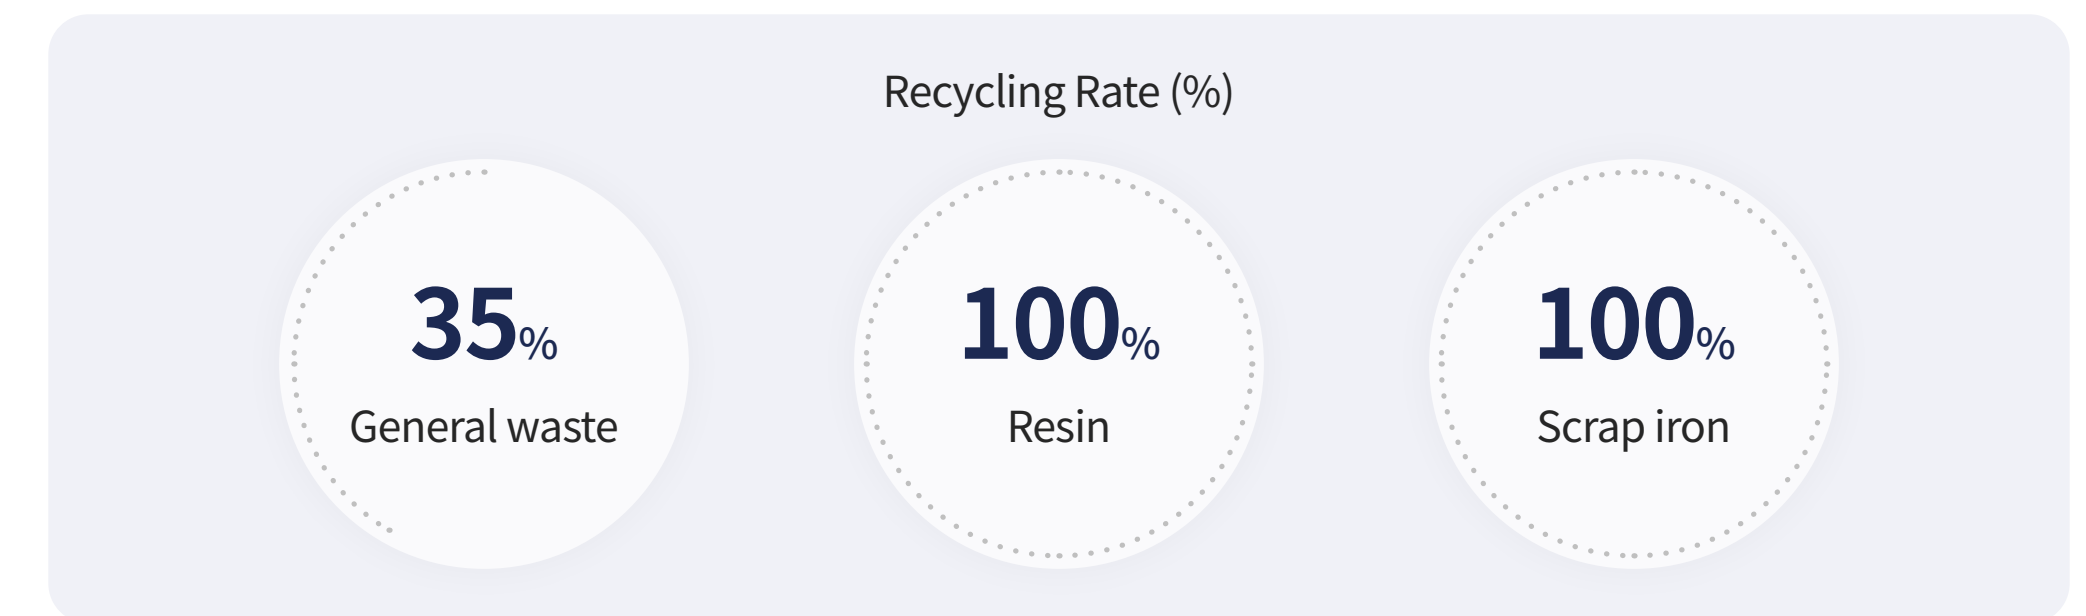 Recycling Rate (%)
35%
General waste
100%
Resin
100%
Scrap iron